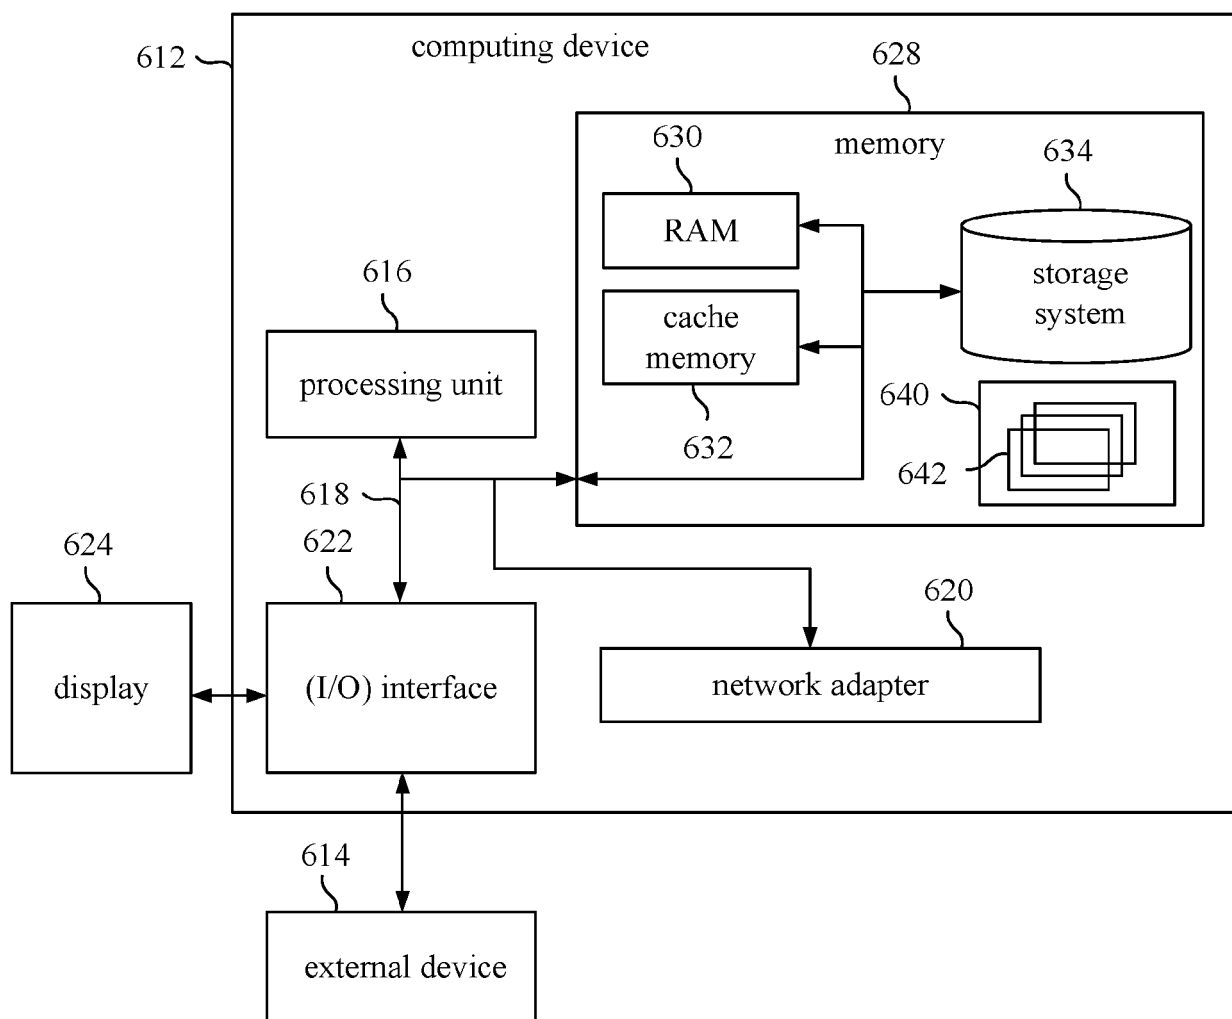 612
computing device
628
630
memory
634
RAM
storage
system
616
cache
memory
processing unit
640
632
642
618
622
624
620
display
(I/O) interface
network adapter
614
external device